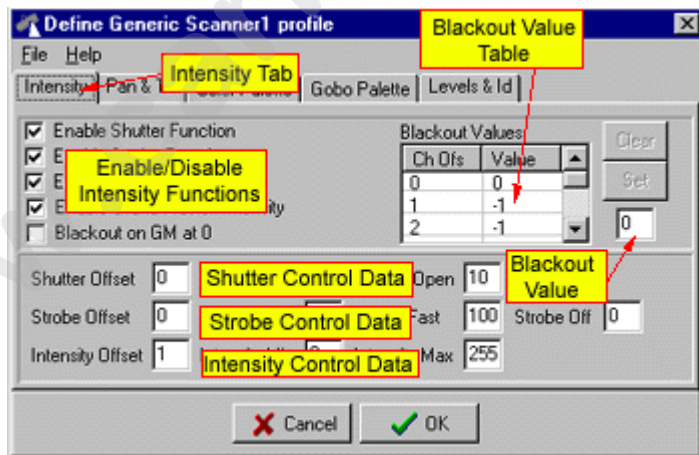 Define Generic Scanner1 profile
Blackout Value
Table
File Help
Intensity Tab
Intensity Pan & Gobo Palette Levels & Id
Enable Shutter Function
Blackout Values
Clear
Ch Ofs Value
Set
Enable/Disable
Intensity Functions
0 0
1 -1
2 -1
0
Blackout on GM at 0
Blackout
Value
Shutter Offset 0 Shutter Control Data Open 10
Strobe Offset 0 Strobe Control Data Fast 100 Strobe Off 0
Intensity Offset 1 Intensity Control Data Max 255
Cancel OK